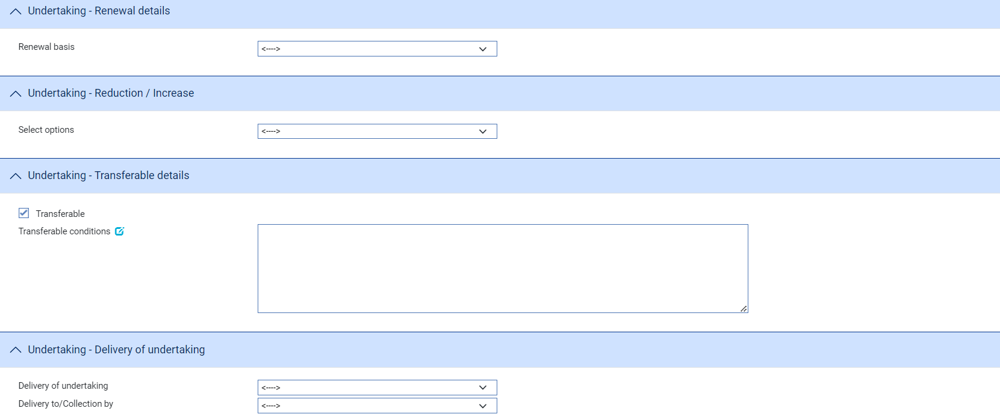 Undertaking - Renewal details
Renewal basis <---->
Undertaking - Reduction / Increase
Select options <---->
Undertaking - Transferable details
Transferable
Transferable conditions
Undertaking - Delivery of undertaking
Delivery of undertaking <---->
Delivery to/Collection by <---->